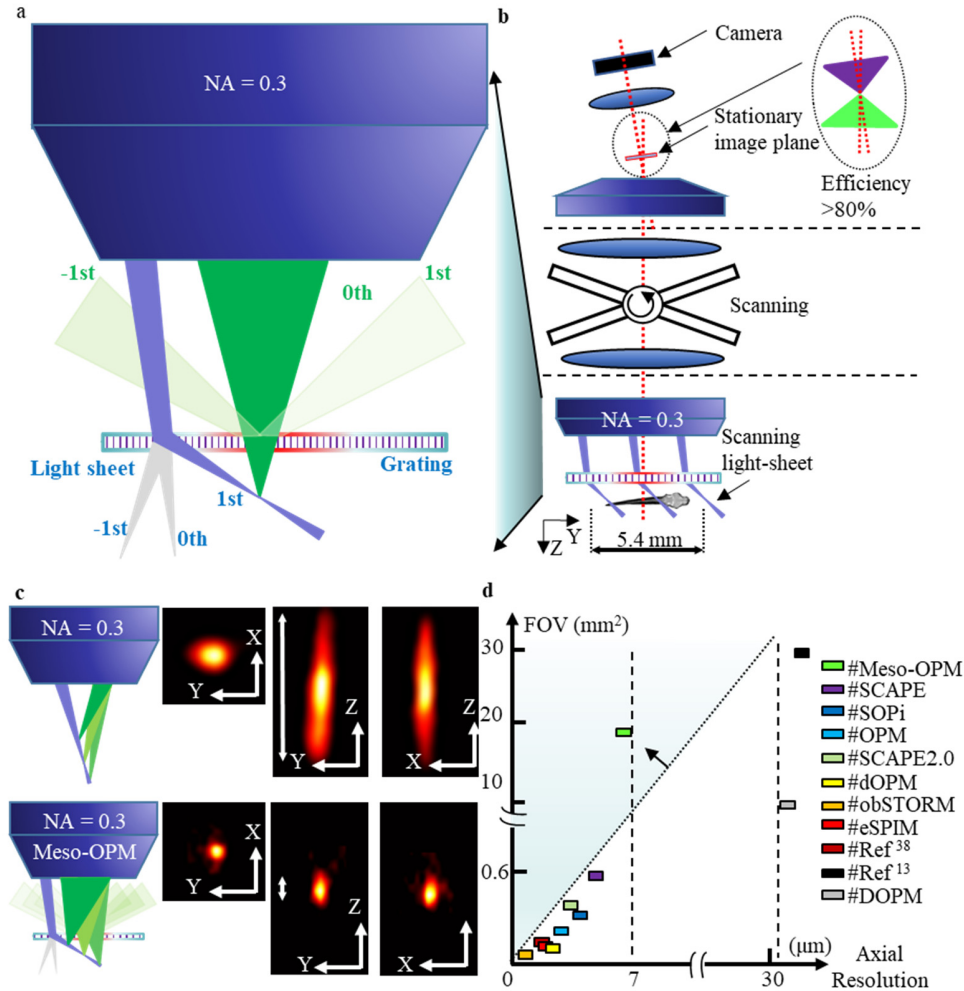 a
NA = 0.3
-1st
0th
1st
Light sheet
Grating
1st
-1st
0th
b
Camera
Stationary
image plane
Efficiency
>80%
Scanning
NA = 0.3
Scanning
light-sheet
Y
Z
5.4 mm
c
NA = 0.3
X
Y
Z
Y
Z
X
NA = 0.3
Meso-OPM
X
Y
Z
Y
Z
X
d
FOV (mm²)
30
20
10
0.6
0
7
30
(μm)
Axial
Resolution
#Meso-OPM
#SCAPE
#SOPi
#OPM
#SCAPE2.0
#dOPM
#obSTORM
#eSPIM
#Ref 38
#Ref 13
#DOPM